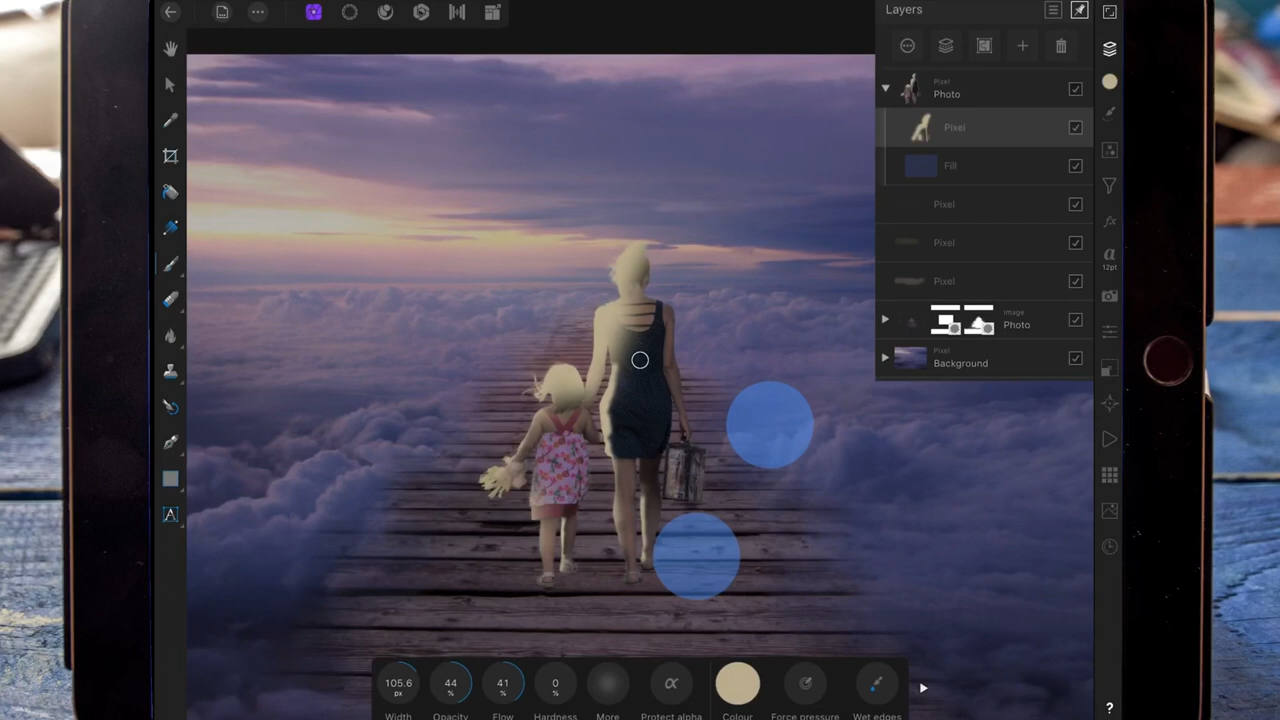 Layers
Pixel
Photo
Pixel
Fill
Pixel
Pixel
Pixel
Image
Photo
Pixel
Background
a
12pt
A
?
105.6
px
44
%
41
%
0
%
α
Width
Opacity
Flow
Hardness
More
Protect alpha
Colour
Force pressure
Wet edges